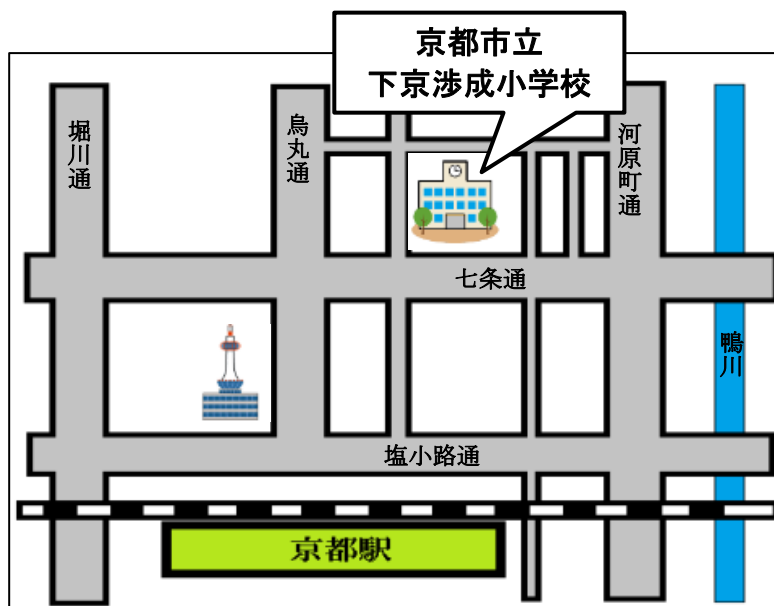 京都市立
下京渉成小学校
堀川通
烏丸通
河原町通
七条通
鴨川
塩小路通
京都駅